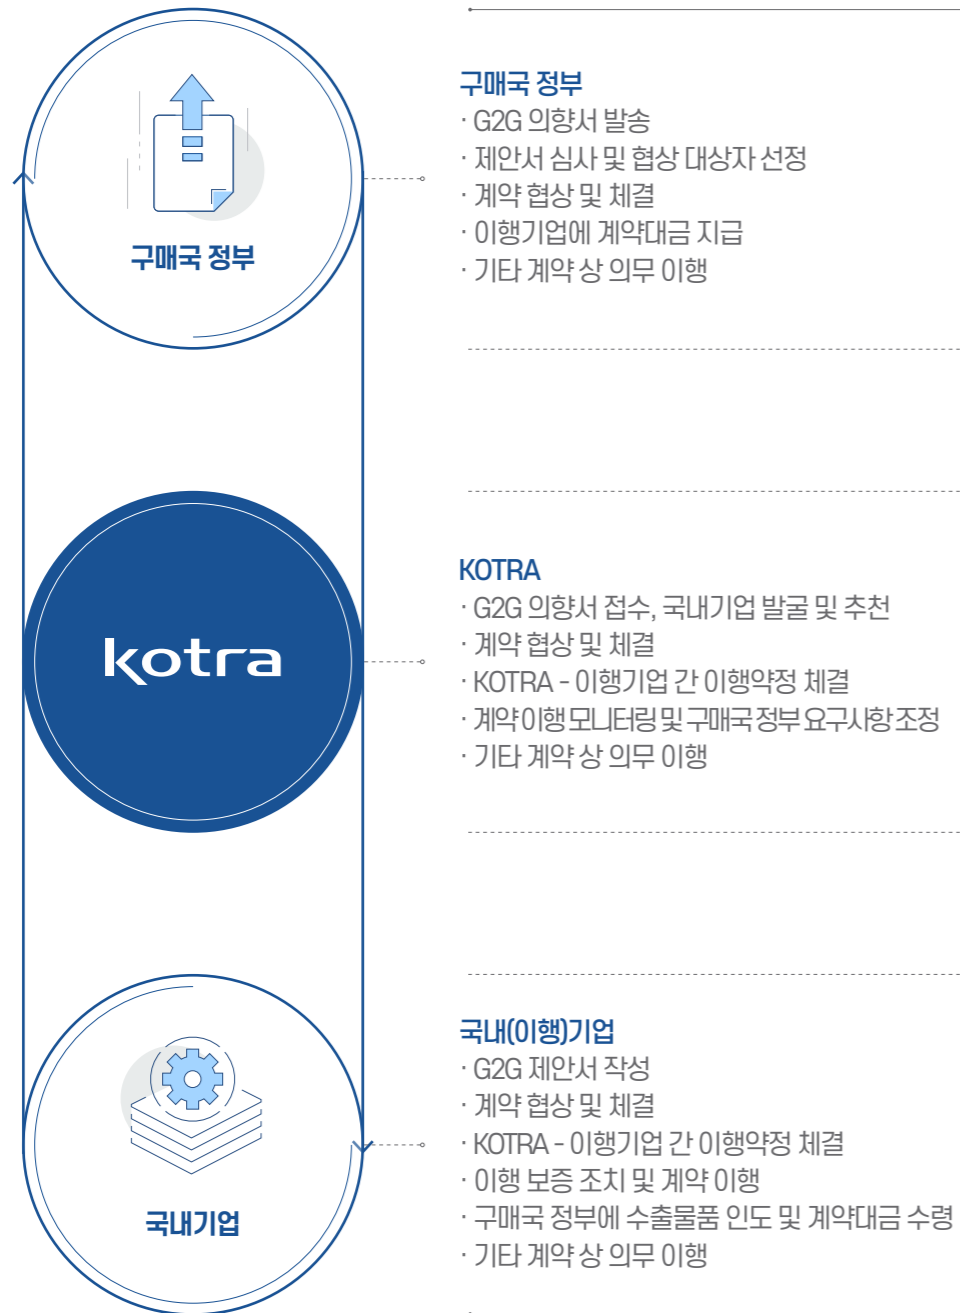 구매국 정부
구매국 정부
· G2G 의향서 발송
· 제안서 심사 및 협상 대상자 선정
· 계약 협상 및 체결
· 이행기업에 계약대금 지급
· 기타 계약 상 의무 이행
kotra
KOTRA
· G2G 의향서 접수, 국내기업 발굴 및 추천
· 계약 협상 및 체결
· KOTRA - 이행기업 간 이행약정 체결
· 계약 이행 모니터링 및 구매국 정부 요구사항 조정
· 기타 계약 상 의무 이행
국내기업
국내(이행)기업
· G2G 제안서 작성
· 계약 협상 및 체결
· KOTRA - 이행기업 간 이행약정 체결
· 이행 보증 조치 및 계약 이행
· 구매국 정부에 수출물품 인도 및 계약대금 수령
· 기타 계약 상 의무 이행